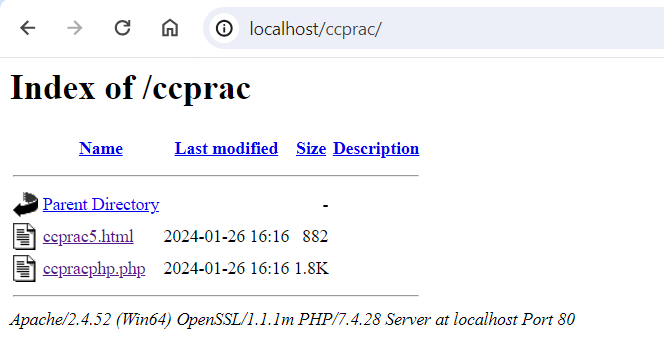 localhost/ccprac/
Index of /ccprac
Name Last modified Size Description
Parent Directory -
ccprac5.html 2024-01-26 16:16 882
ccpracphp.php 2024-01-26 16:16 1.8K
Apache/2.4.52 (Win64) OpenSSL/1.1.1m PHP/7.4.28 Server at localhost Port 80